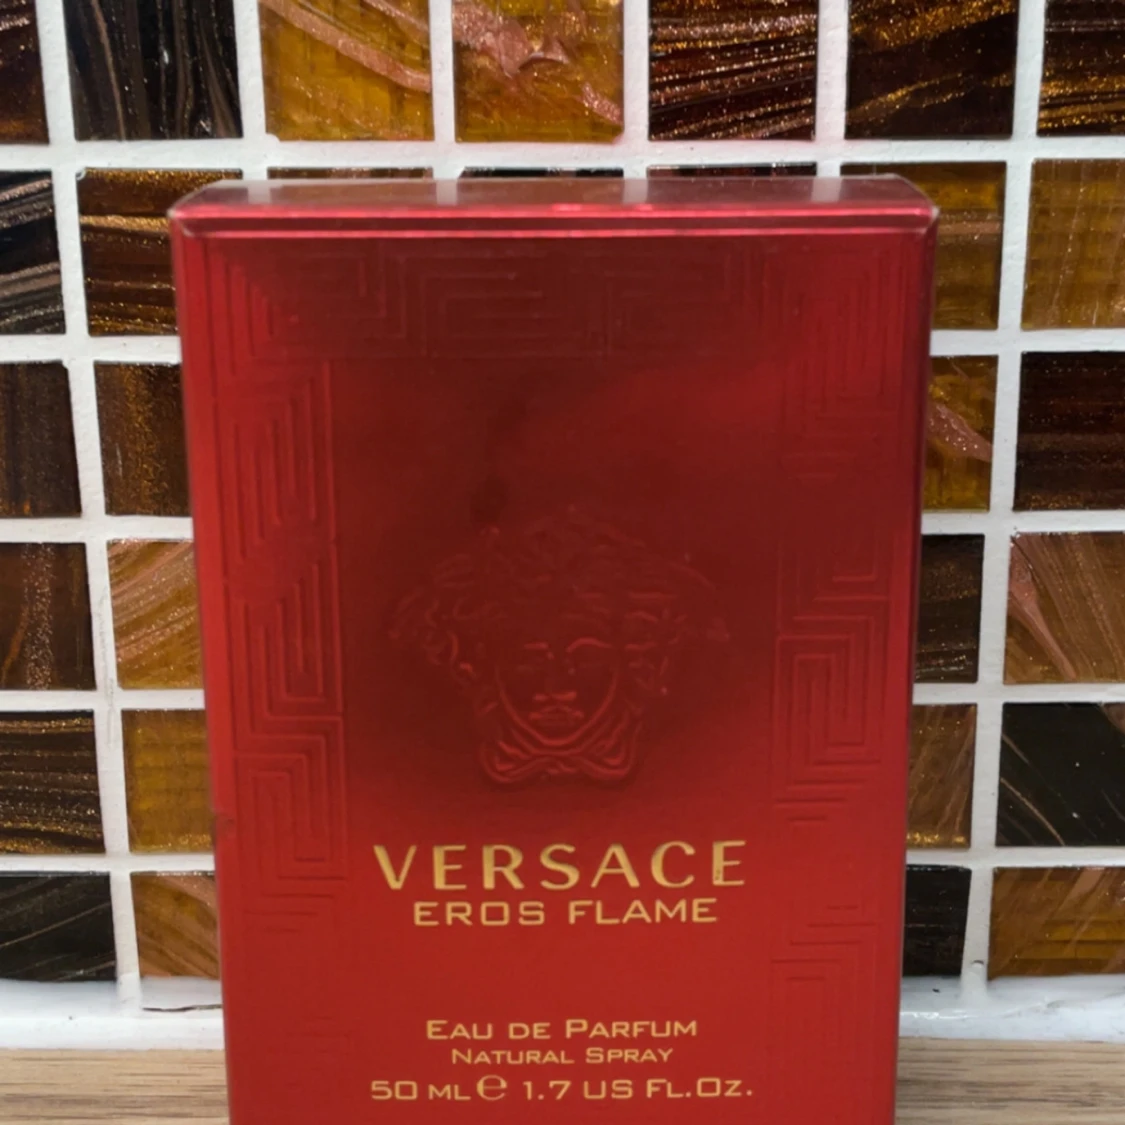 VERSACE
EROS FLAME
EAU DE PARFUM
NATURAL SPRAY
50 ML ℮ 1.7 US FL.OZ.